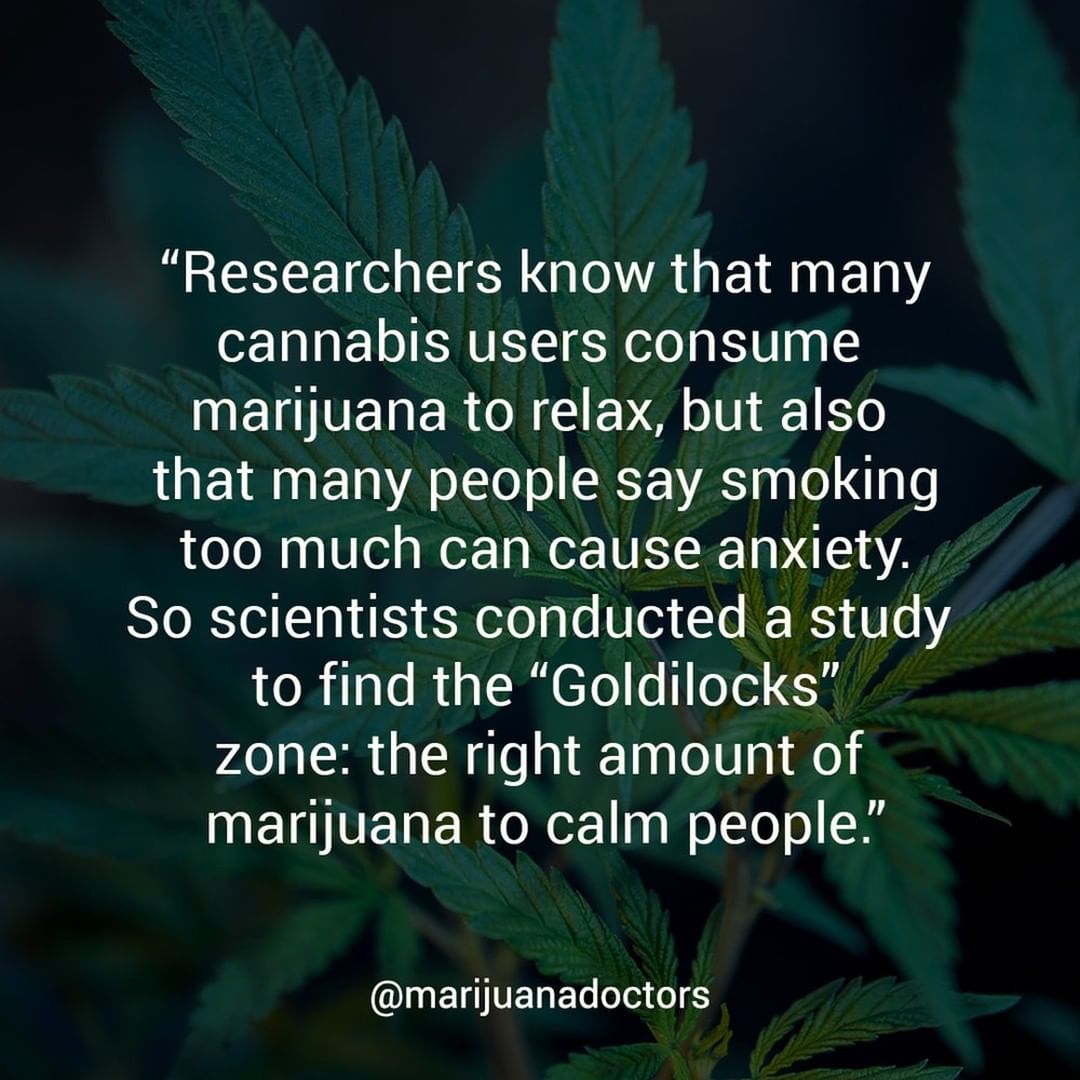 “Researchers know that many
cannabis users consume
marijuana to relax, but also
that many people say smoking
too much can cause anxiety.
So scientists conducted a study
to find the “Goldilocks”
zone: the right amount of
marijuana to calm people.”
@marijuanadoctors